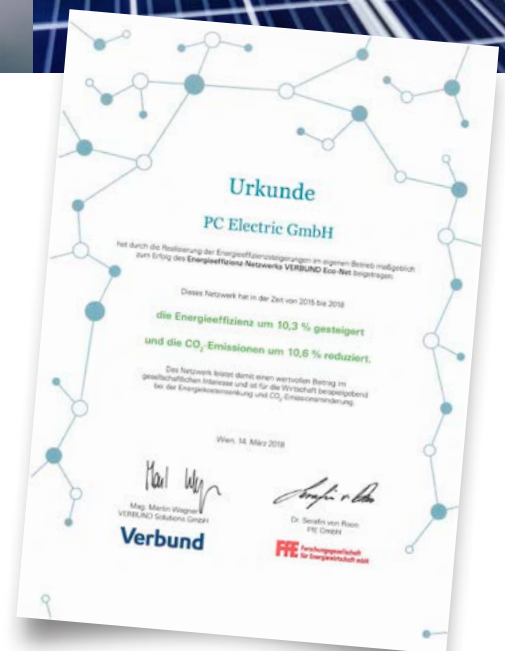 Urkunde
PC Electric GmbH
hat durch die Realisierung der Energieeffizienzsteigerungen im eigenen Betrieb maßgeblich
zum Erfolg des Energieeffizienz Netzwerks VERBUND Eco-Net beigetragen.
Dieses Netzwerk hat in der Zeit von 2015 bis 2018
die Energieeffizienz um 10,3 % gesteigert
und die CO₂-Emissionen um 10,6 % reduziert.
Das Netzwerk leistet damit einen wertvollen Beitrag im
gesellschaftlichen Interesse und ist für die Wirtschaft beispielgebend
bei der Energiekostensenkung und CO₂-Emissionsminderung.
Wien, 14. März 2018
Mag. Martin Wagner
VERBUND Solutions GmbH
Verbund
Dr. Serafin von Roon
FfE GmbH
FfE Forschungsgesellschaft
für Energiewirtschaft mbH